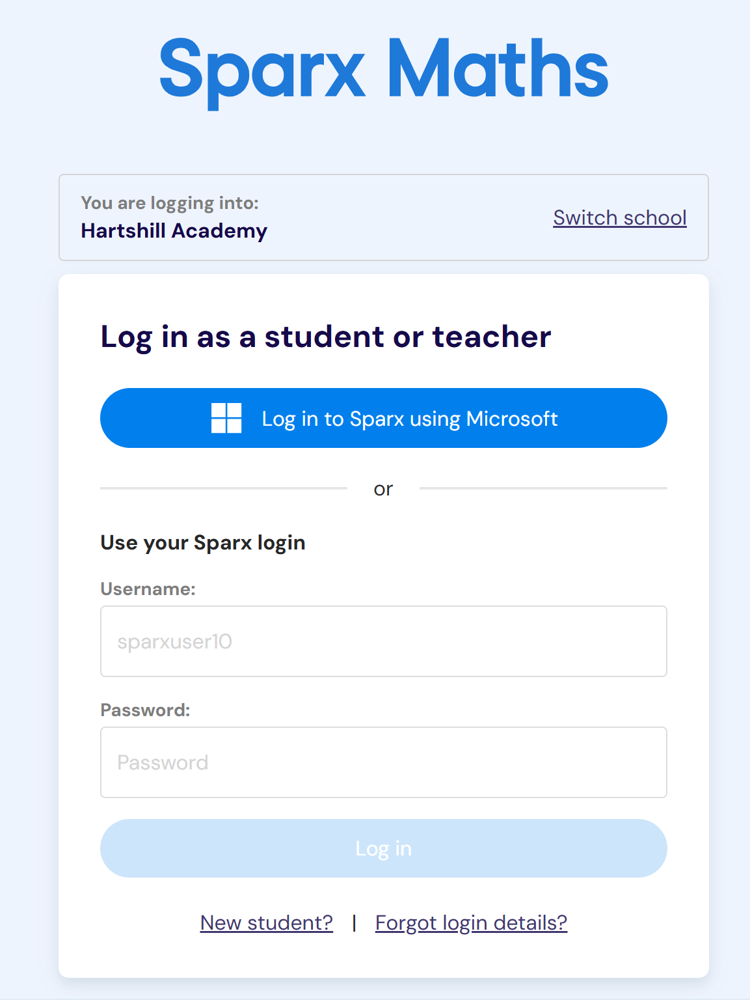 Sparx Maths
You are logging into:
Hartshill Academy
Switch school
Log in as a student or teacher
Log in to Sparx using Microsoft
or
Use your Sparx login
Username:
sparxuser10
Password:
Password
Log in
New student? | Forgot login details?